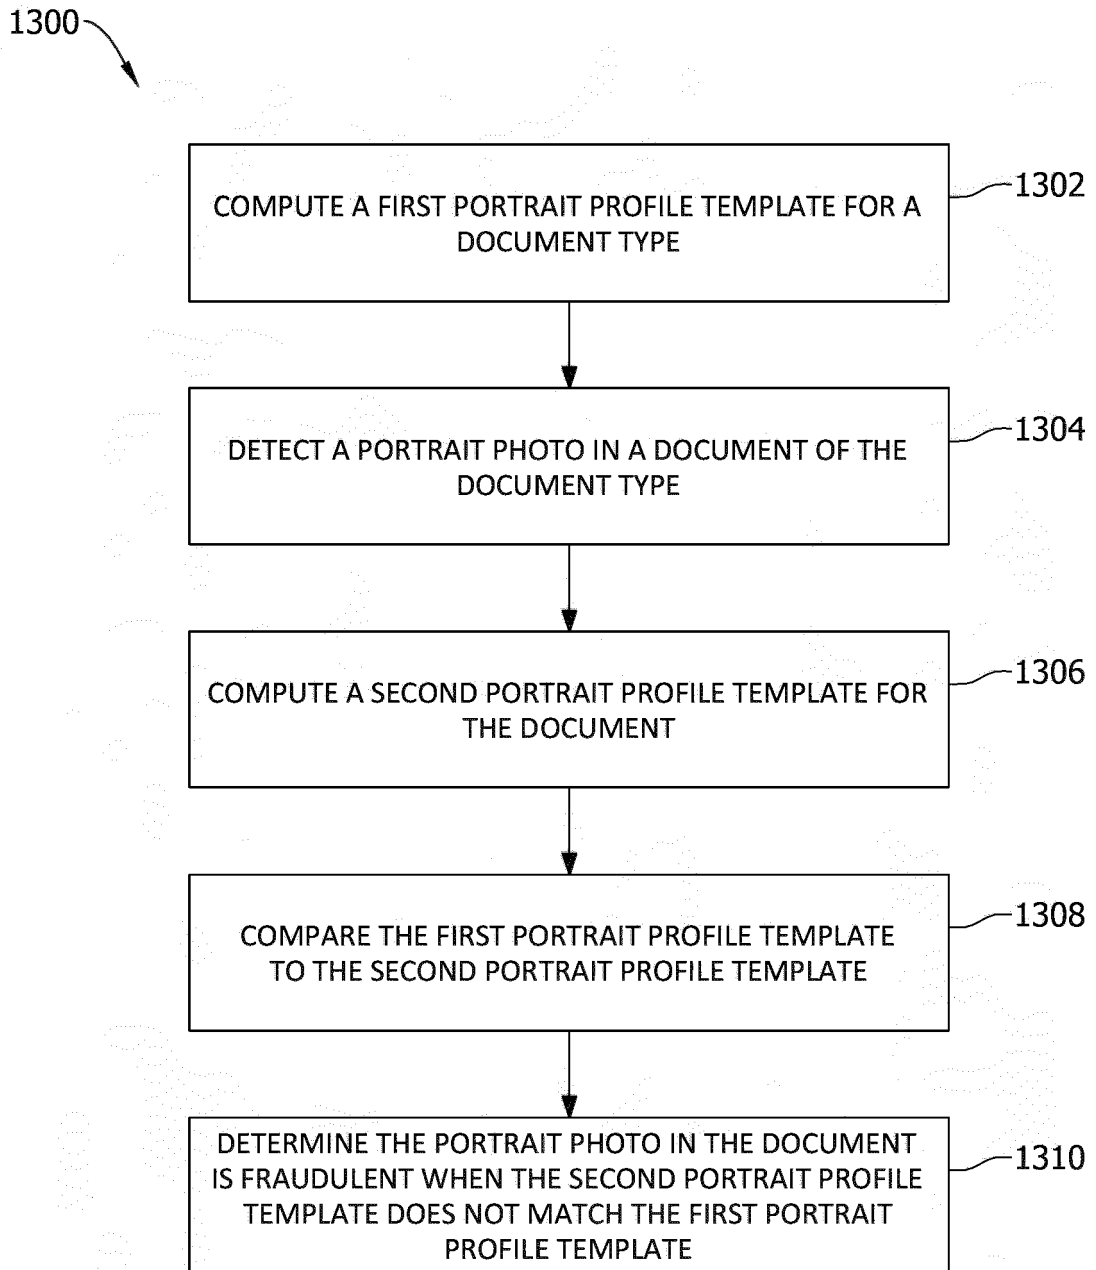 1300
COMPUTE A FIRST PORTRAIT PROFILE TEMPLATE FOR A
DOCUMENT TYPE
1302
DETECT A PORTRAIT PHOTO IN A DOCUMENT OF THE
DOCUMENT TYPE
1304
COMPUTE A SECOND PORTRAIT PROFILE TEMPLATE FOR
THE DOCUMENT
1306
COMPARE THE FIRST PORTRAIT PROFILE TEMPLATE
TO THE SECOND PORTRAIT PROFILE TEMPLATE
1308
DETERMINE THE PORTRAIT PHOTO IN THE DOCUMENT
IS FRAUDULENT WHEN THE SECOND PORTRAIT PROFILE
TEMPLATE DOES NOT MATCH THE FIRST PORTRAIT
PROFILE TEMPLATE
1310